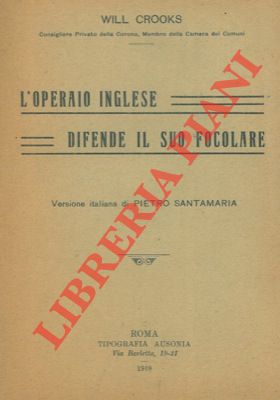 WILL CROOKS
Consigliere Privato della Corona, Membro della Camera dei Comuni
L'OPERAIO INGLESE
DIFENDE IL SUO FOCOLARE
Versione italiana di PIETRO SANTAMARIA
ROMA
TIPOGRAFIA AUSONIA
Via Barletta, 19-21
LIBRERIA PIANI